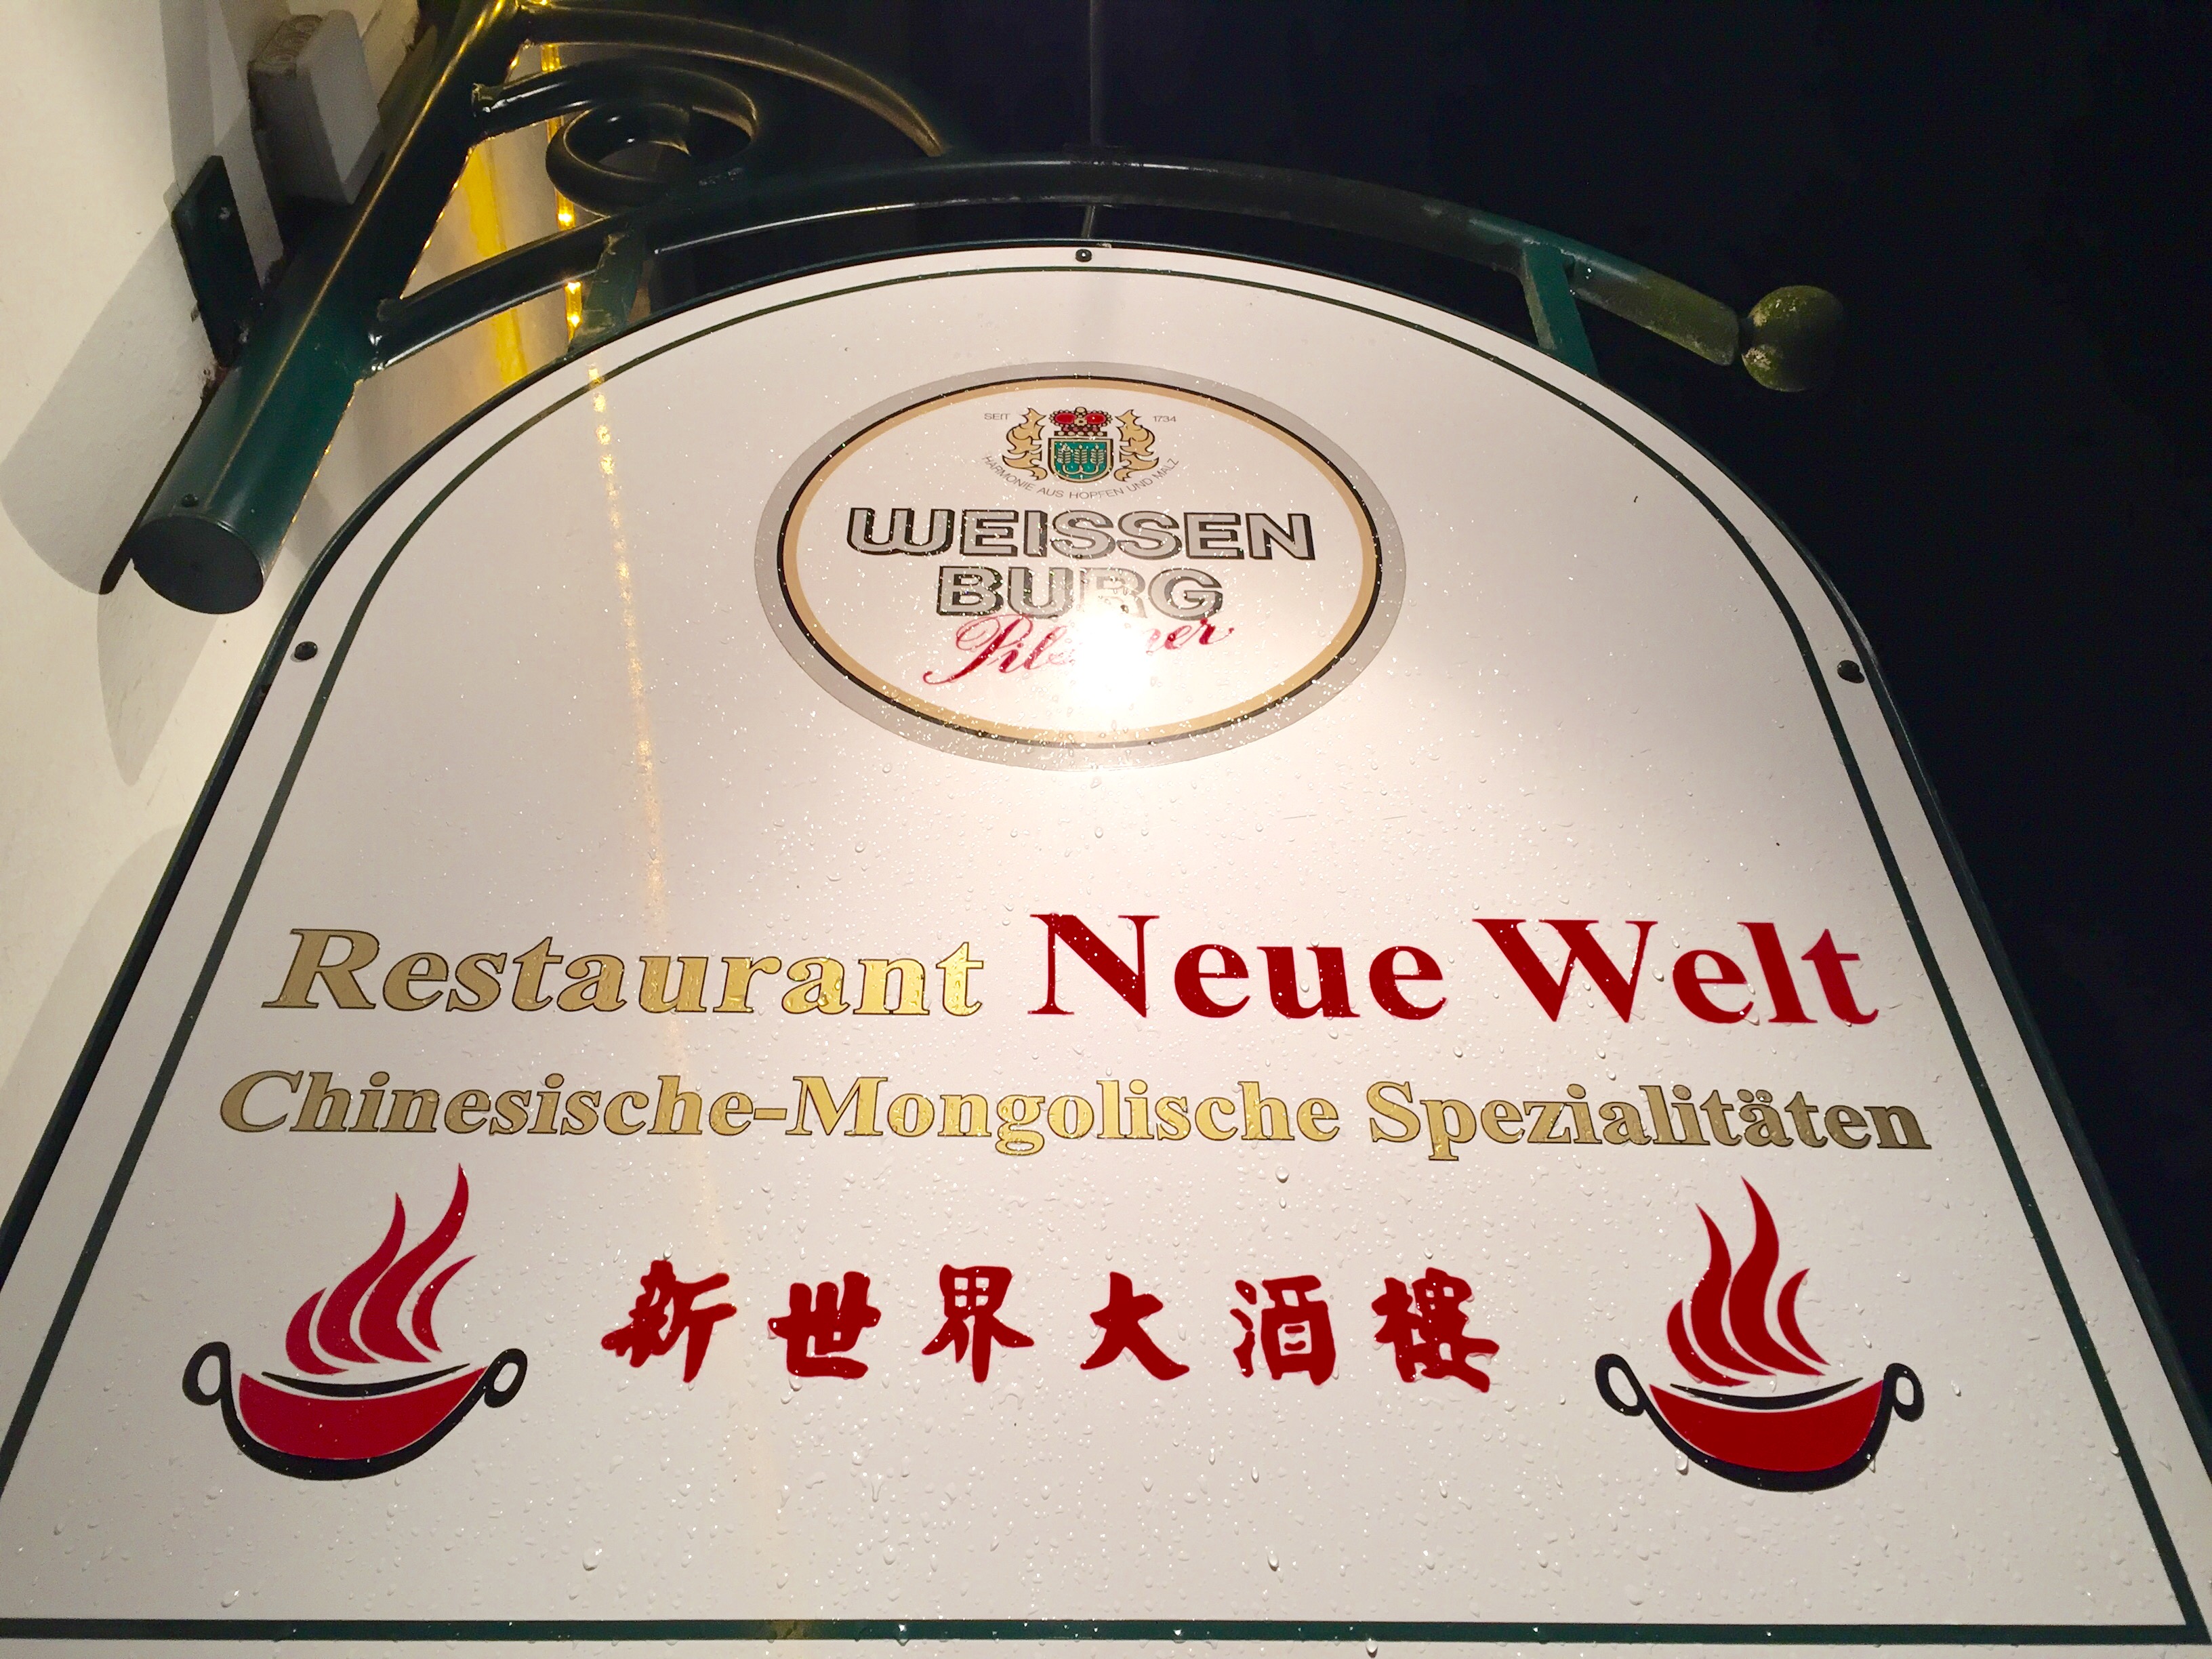 SEIT 1734
HARMONIE AUS HOPFEN UND MALZ
WEISSEN
BURG
Pilsener
Restaurant Neue Welt
Chinesische-Mongolische Spezialitäten
新世界大酒樓